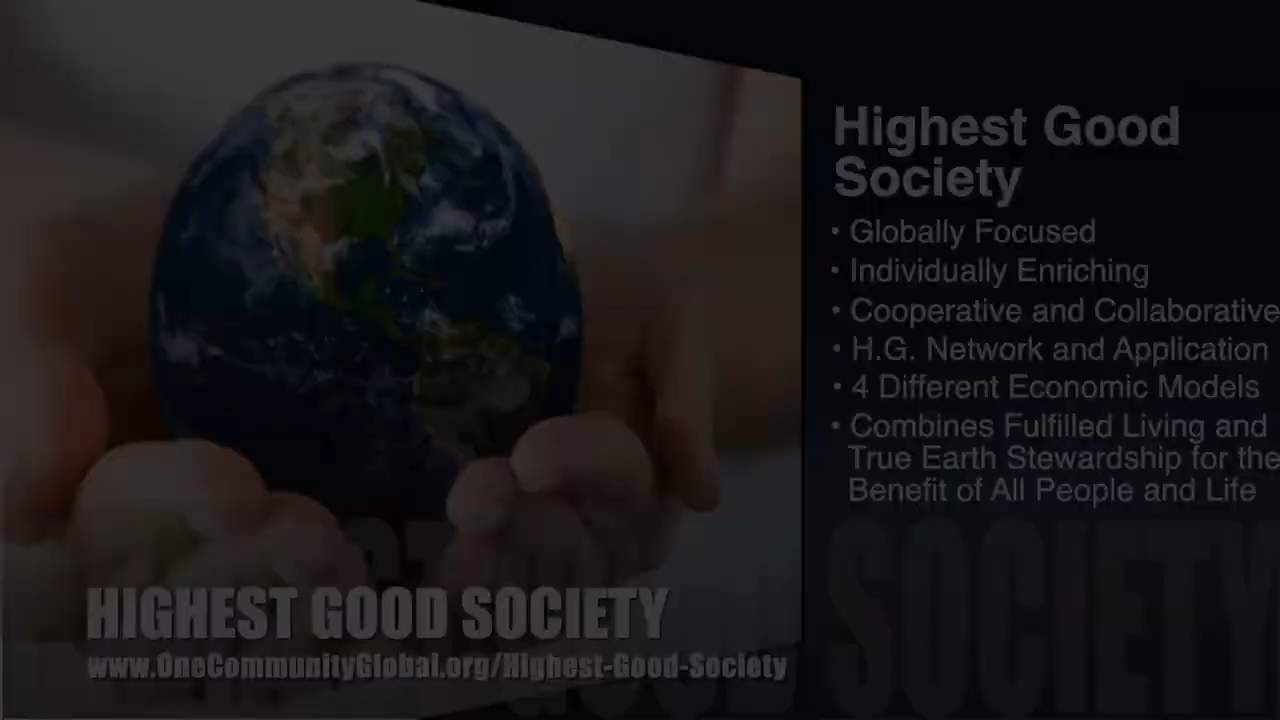 Highest Good
Society
• Globally Focused
• Individually Enriching
• Cooperative and Collaborative
• H.G. Network and Application
• 4 Different Economic Models
• Combines Fulfilled Living and
True Earth Stewardship for the
Benefit of All People and Life
HIGHEST GOOD SOCIETY
www.OneCommunityGlobal.org/Highest-Good-Society
GOOD SOCIETY